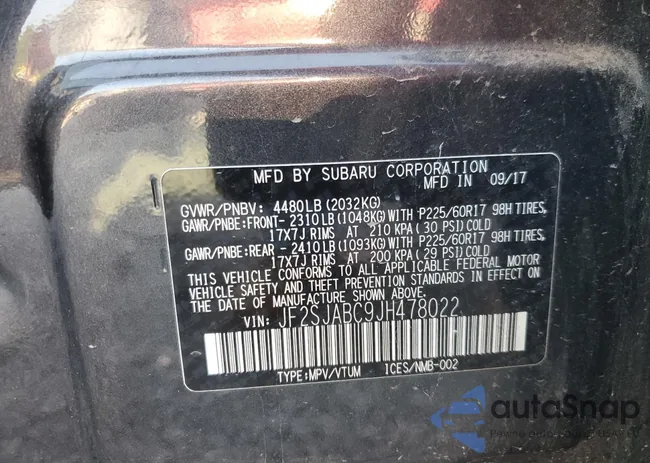 MFD BY SUBARU CORPORATION
MFD IN 09/17
GVWR/PNBV: 4480LB(2032KG)
GAWR/PNBE:FRONT-2310LB(1048KG)WITH P225/60R17 98H TIRES,
17X7J RIMS AT 210 KPA(30 PSI)COLD
GAWR/PNBE:REAR -2410LB(1093KG)WITH P225/60R17 98H TIRES,
17X7J RIMS AT 200 KPA(29 PSI)COLD
THIS VEHICLE CONFORMS TO ALL APPLICABLE FEDERAL MOTOR
VEHICLE SAFETY AND THEFT PREVENTION STANDARDS IN EFFECT ON
THE DATE OF MANUFACTURE SHOWN ABOVE.
VIN: JF2SJABC9JH478022
TYPE:MPV/VTUM ICES/NMB-002
autaSnap